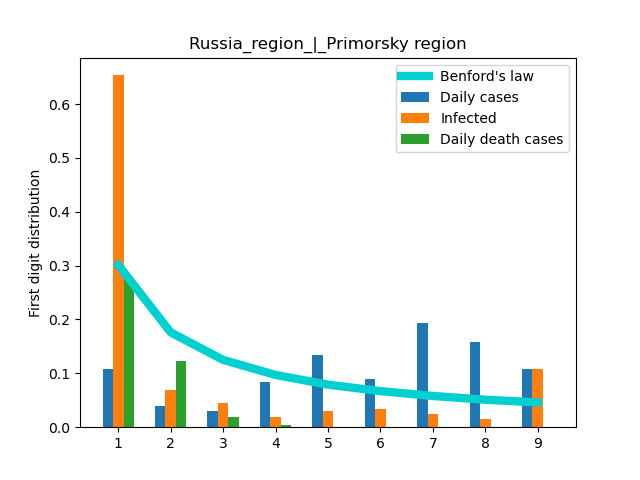 Russia_region_|_Primorsky region
Benford's law
Daily cases
Infected
Daily death cases
First digit distribution
0.6
0.5
0.4
0.3
0.2
0.1
0.0
1 2 3 4 5 6 7 8 9